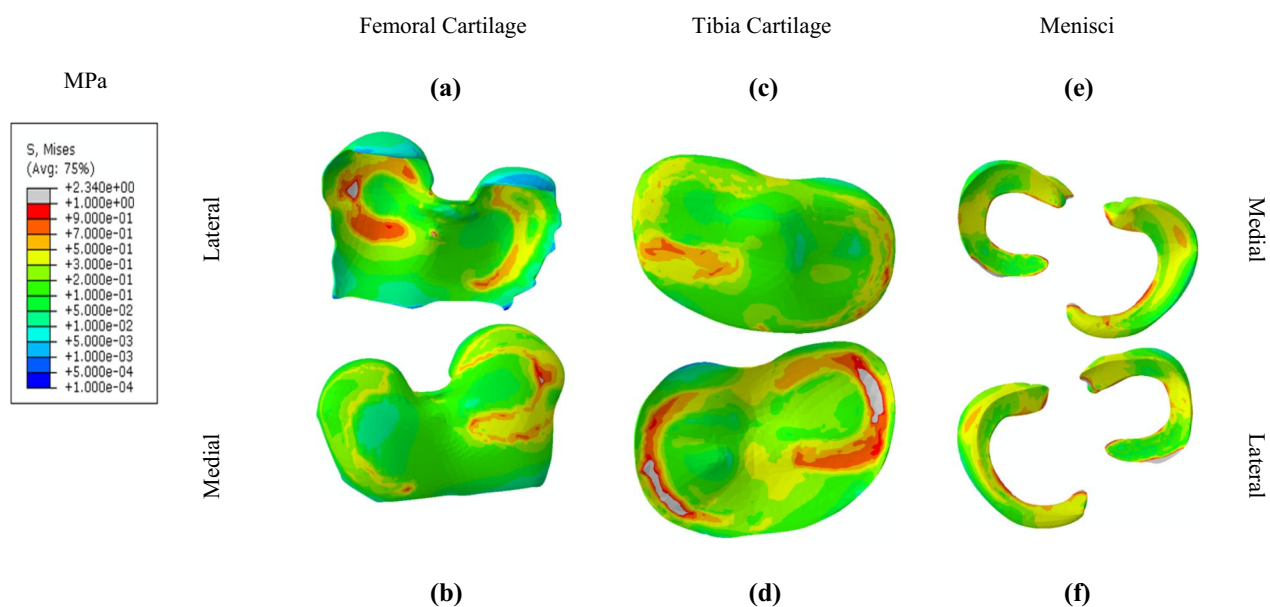 Femoral Cartilage
Tibia Cartilage
Menisci
MPa
(a)
(c)
(e)
S, Mises
(Avg: 75%)
+2.340e+00
+1.000e+00
+9.000e-01
+7.000e-01
+5.000e-01
+3.000e-01
+2.000e-01
+1.000e-01
+5.000e-02
+1.000e-02
+5.000e-03
+1.000e-03
+5.000e-04
+1.000e-04
Lateral
Medial
Medial
Lateral
(b)
(d)
(f)